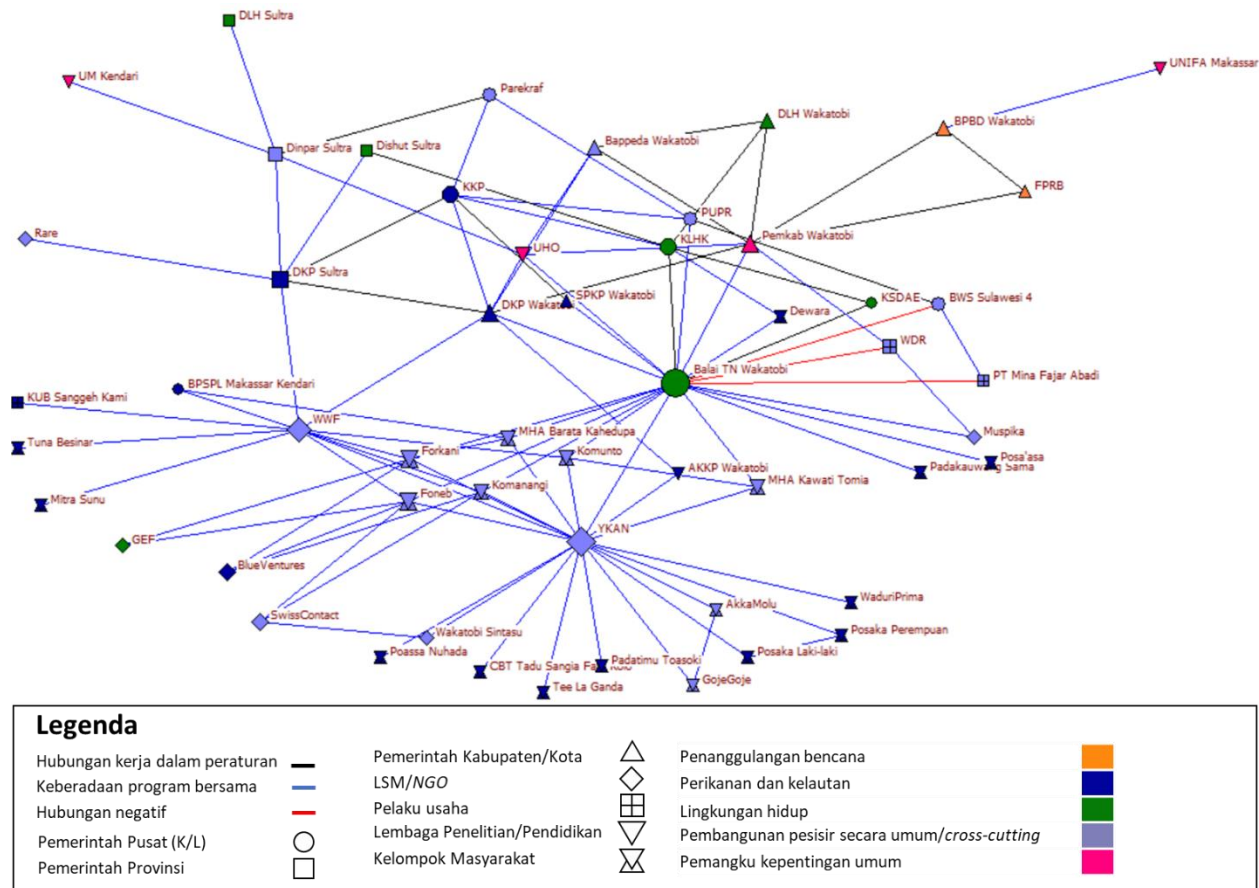 DLH Sultra
UM Kendari
UNIFA Makassar
Parekraf
DLH Wakatobi
BPBD Wakatobi
Bappeda Wakatobi
Dinpar Sultra
Dishut Sultra
KKP
FPRB
PUPR
Pemkab Wakatobi
Rare
UHO
KLHK
DKP Sultra
DKP Wakatobi
SPKP Wakatobi
KSDAE
BWS Sulawesi 4
Dewara
WDR
Balai TN Wakatobi
PT Mina Fajar Abadi
BPSPL Makassar Kendari
KUB Sanggeh Kami
WWF
Tuna Besinar
MHA Barata Kahedupa
Muspika
Forkani
Komunto
Posa'asa
AKKP Wakatobi
Padakauwang Sama
MHA Kawati Tomia
Mitra Sunu
Foneb
Komanangi
GEF
YKAN
BlueVentures
WaduriPrima
AkkaMolu
SwissContact
Wakatobi Sintasu
Posaka Perempuan
Poassa Nuhada
Posaka Laki-laki
CBT Tadu Sangia Fa
Padatimu Toasoki
Tee La Ganda
GojeGoje
Legenda
Hubungan kerja dalam peraturan
Keberadaan program bersama
Hubungan negatif
Pemerintah Pusat (K/L)
Pemerintah Provinsi
Pemerintah Kabupaten/Kota
LSM/NGO
Pelaku usaha
Lembaga Penelitian/Pendidikan
Kelompok Masyarakat
Penanggulangan bencana
Perikanan dan kelautan
Lingkungan hidup
Pembangunan pesisir secara umum/cross-cutting
Pemangku kepentingan umum